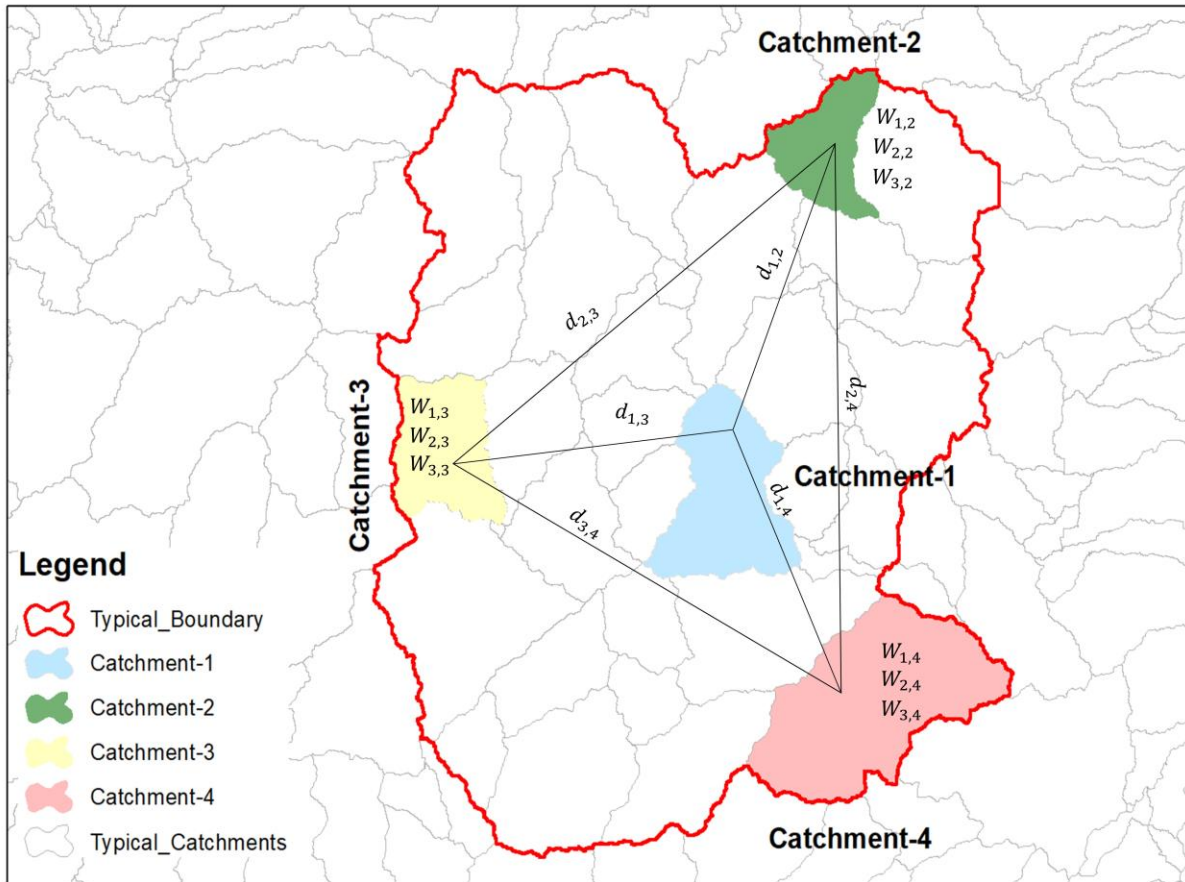 Catchment-2
W1,2
W2,2
W3,2
d1,2
d2,3
d2,4
Catchment-3
W1,3
W2,3
W3,3
d1,3
Catchment-1
d1,4
d3,4
W1,4
W2,4
W3,4
Catchment-4
Legend
Typical_Boundary
Catchment-1
Catchment-2
Catchment-3
Catchment-4
Typical_Catchments